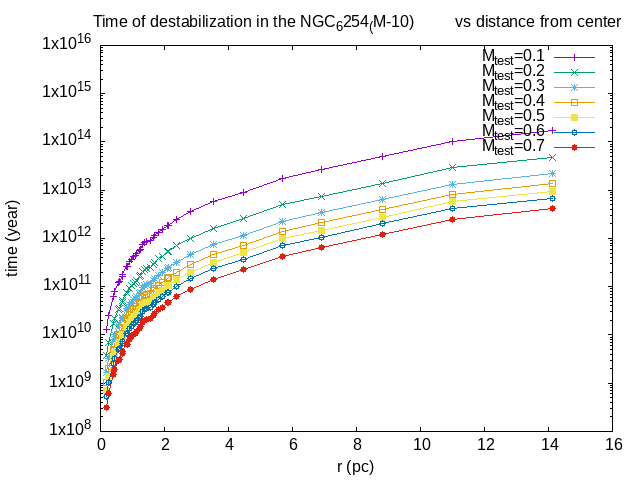 Time of destabilization in the NGC6254(M-10) vs distance from center
1x10^16
1x10^15
1x10^14
1x10^13
1x10^12
1x10^11
1x10^10
1x10^9
1x10^8
time (year)
Mtest=0.1
Mtest=0.2
Mtest=0.3
Mtest=0.4
Mtest=0.5
Mtest=0.6
Mtest=0.7
0 2 4 6 8 10 12 14 16
r (pc)